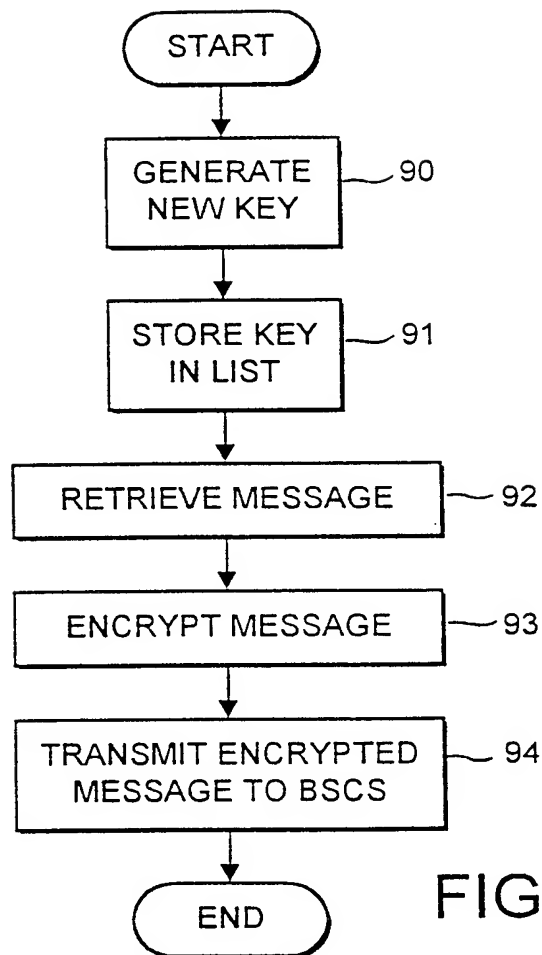 START
GENERATE
NEW KEY
90
STORE KEY
IN LIST
91
RETRIEVE MESSAGE
92
ENCRYPT MESSAGE
93
TRANSMIT ENCRYPTED
MESSAGE TO BSCS
94
END
FIG